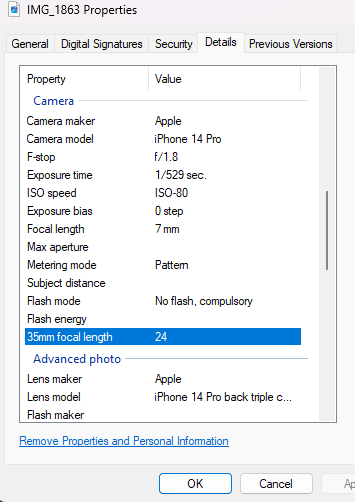 IMG_1863 Properties
General Digital Signatures Security Details Previous Versions
Property Value
Camera
Camera maker Apple
Camera model iPhone 14 Pro
F-stop f/1.8
Exposure time 1/529 sec.
ISO speed ISO-80
Exposure bias 0 step
Focal length 7 mm
Max aperture
Metering mode Pattern
Subject distance
Flash mode No flash, compulsory
Flash energy
35mm focal length 24
Advanced photo
Lens maker Apple
Lens model iPhone 14 Pro back triple c...
Flash maker
Remove Properties and Personal Information
OK Cancel Ap